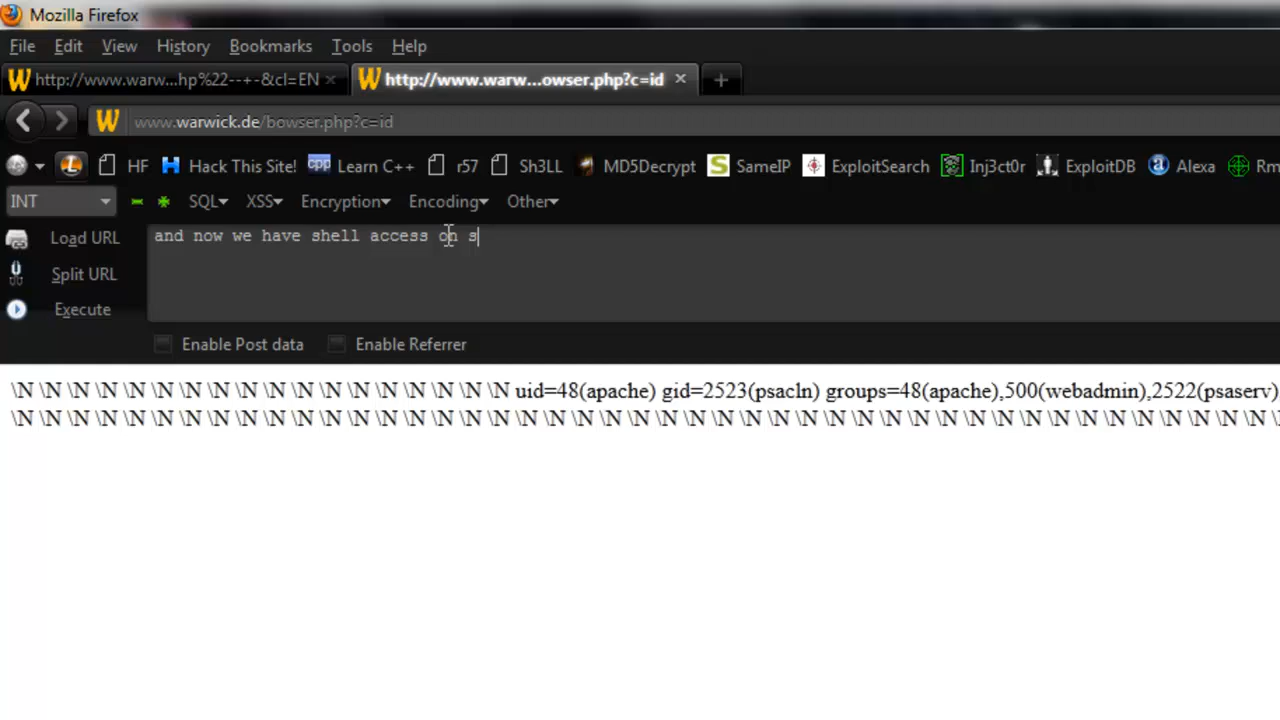 Mozilla Firefox
File Edit View History Bookmarks Tools Help
http://www.warw...hp%22--+-&cl=EN http://www.warw...owser.php?c=id
www.warwick.de/bowser.php?c=id
HF Hack This Site! cpp Learn C++ r57 Sh3LL MD5Decrypt S SameIP ExploitSearch Inj3ct0r ExploitDB a Alexa Rm
INT SQL XSS Encryption Encoding Other
Load URL and now we have shell access on s
Split URL
Execute
Enable Post data Enable Referrer
\N \N \N \N \N \N \N \N \N \N \N \N \N \N \N \N \N \N uid=48(apache) gid=2523(psacln) groups=48(apache),500(webadmin),2522(psaserv),
\N \N \N \N \N \N \N \N \N \N \N \N \N \N \N \N \N \N \N \N \N \N \N \N \N \N \N \N \N \N \N \N \N \N \N \N \N \N \N \N \N \N \N \N \N